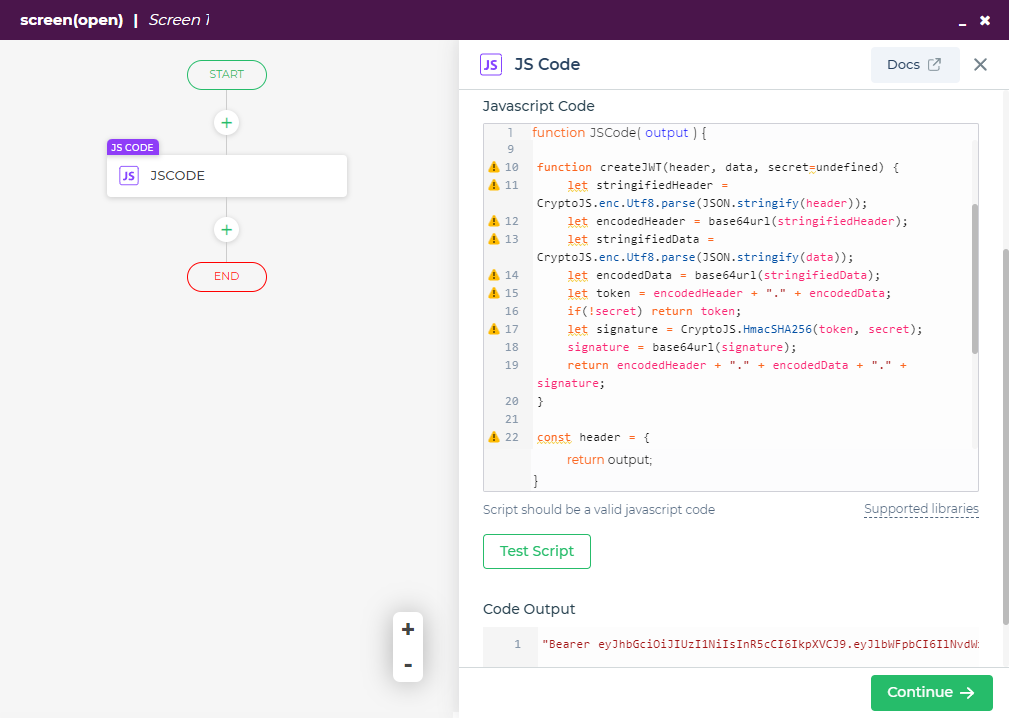 screen(open) | Screen 1
START
+
JS CODE
JS JSCODE
+
END
+
-
JS JS Code
Docs
Javascript Code
1 function JSCode( output ) {
9
10 function createJWT(header, data, secret=undefined) {
11 let stringifiedHeader =
CryptoJS.enc.Utf8.parse(JSON.stringify(header));
12 let encodedHeader = base64url(stringifiedHeader);
13 let stringifiedData =
CryptoJS.enc.Utf8.parse(JSON.stringify(data));
14 let encodedData = base64url(stringifiedData);
15 let token = encodedHeader + "." + encodedData;
16 if(!secret) return token;
17 let signature = CryptoJS.HmacSHA256(token, secret);
18 signature = base64url(signature);
19 return encodedHeader + "." + encodedData + "." +
signature;
20 }
21
22 const header = {
return output;
}
Script should be a valid javascript code
Supported libraries
Test Script
Code Output
1 "Bearer eyJhbGciOiJIUzI1NiIsInR5cCI6IkpXVCJ9.eyJlbWFpbCI6IlNvdW
Continue →